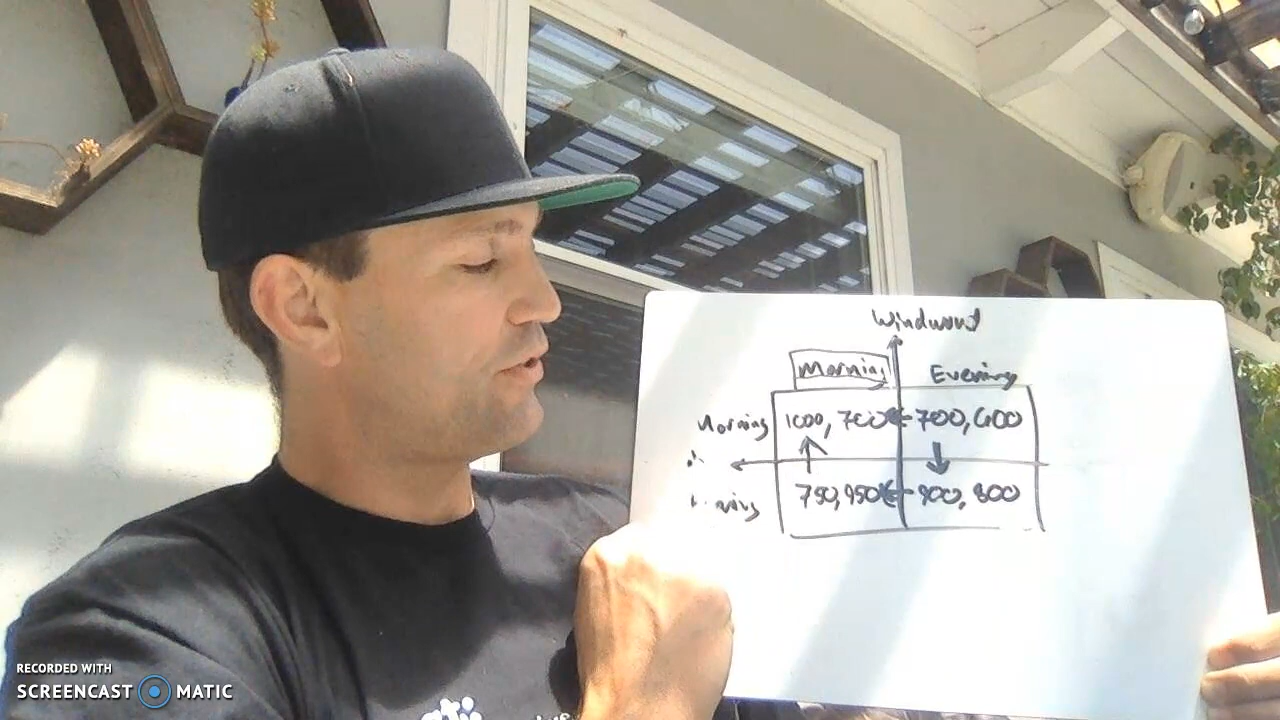 Windward
Morning Evening
Morning 1000, 700 700, 600
750, 950 900, 800
RECORDED WITH
SCREENCAST MATIC